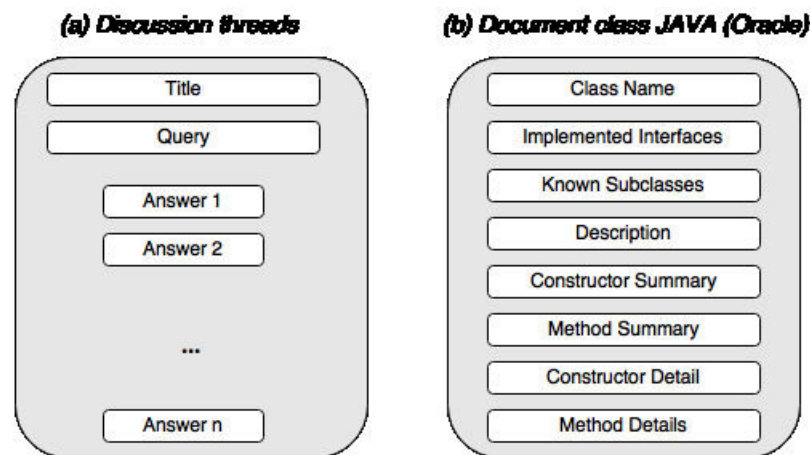 (a) Discussion threads
Title
Query
Answer 1
Answer 2
...
Answer n
(b) Document class JAVA (Oracle)
Class Name
Implemented Interfaces
Known Subclasses
Description
Constructor Summary
Method Summary
Constructor Detail
Method Details